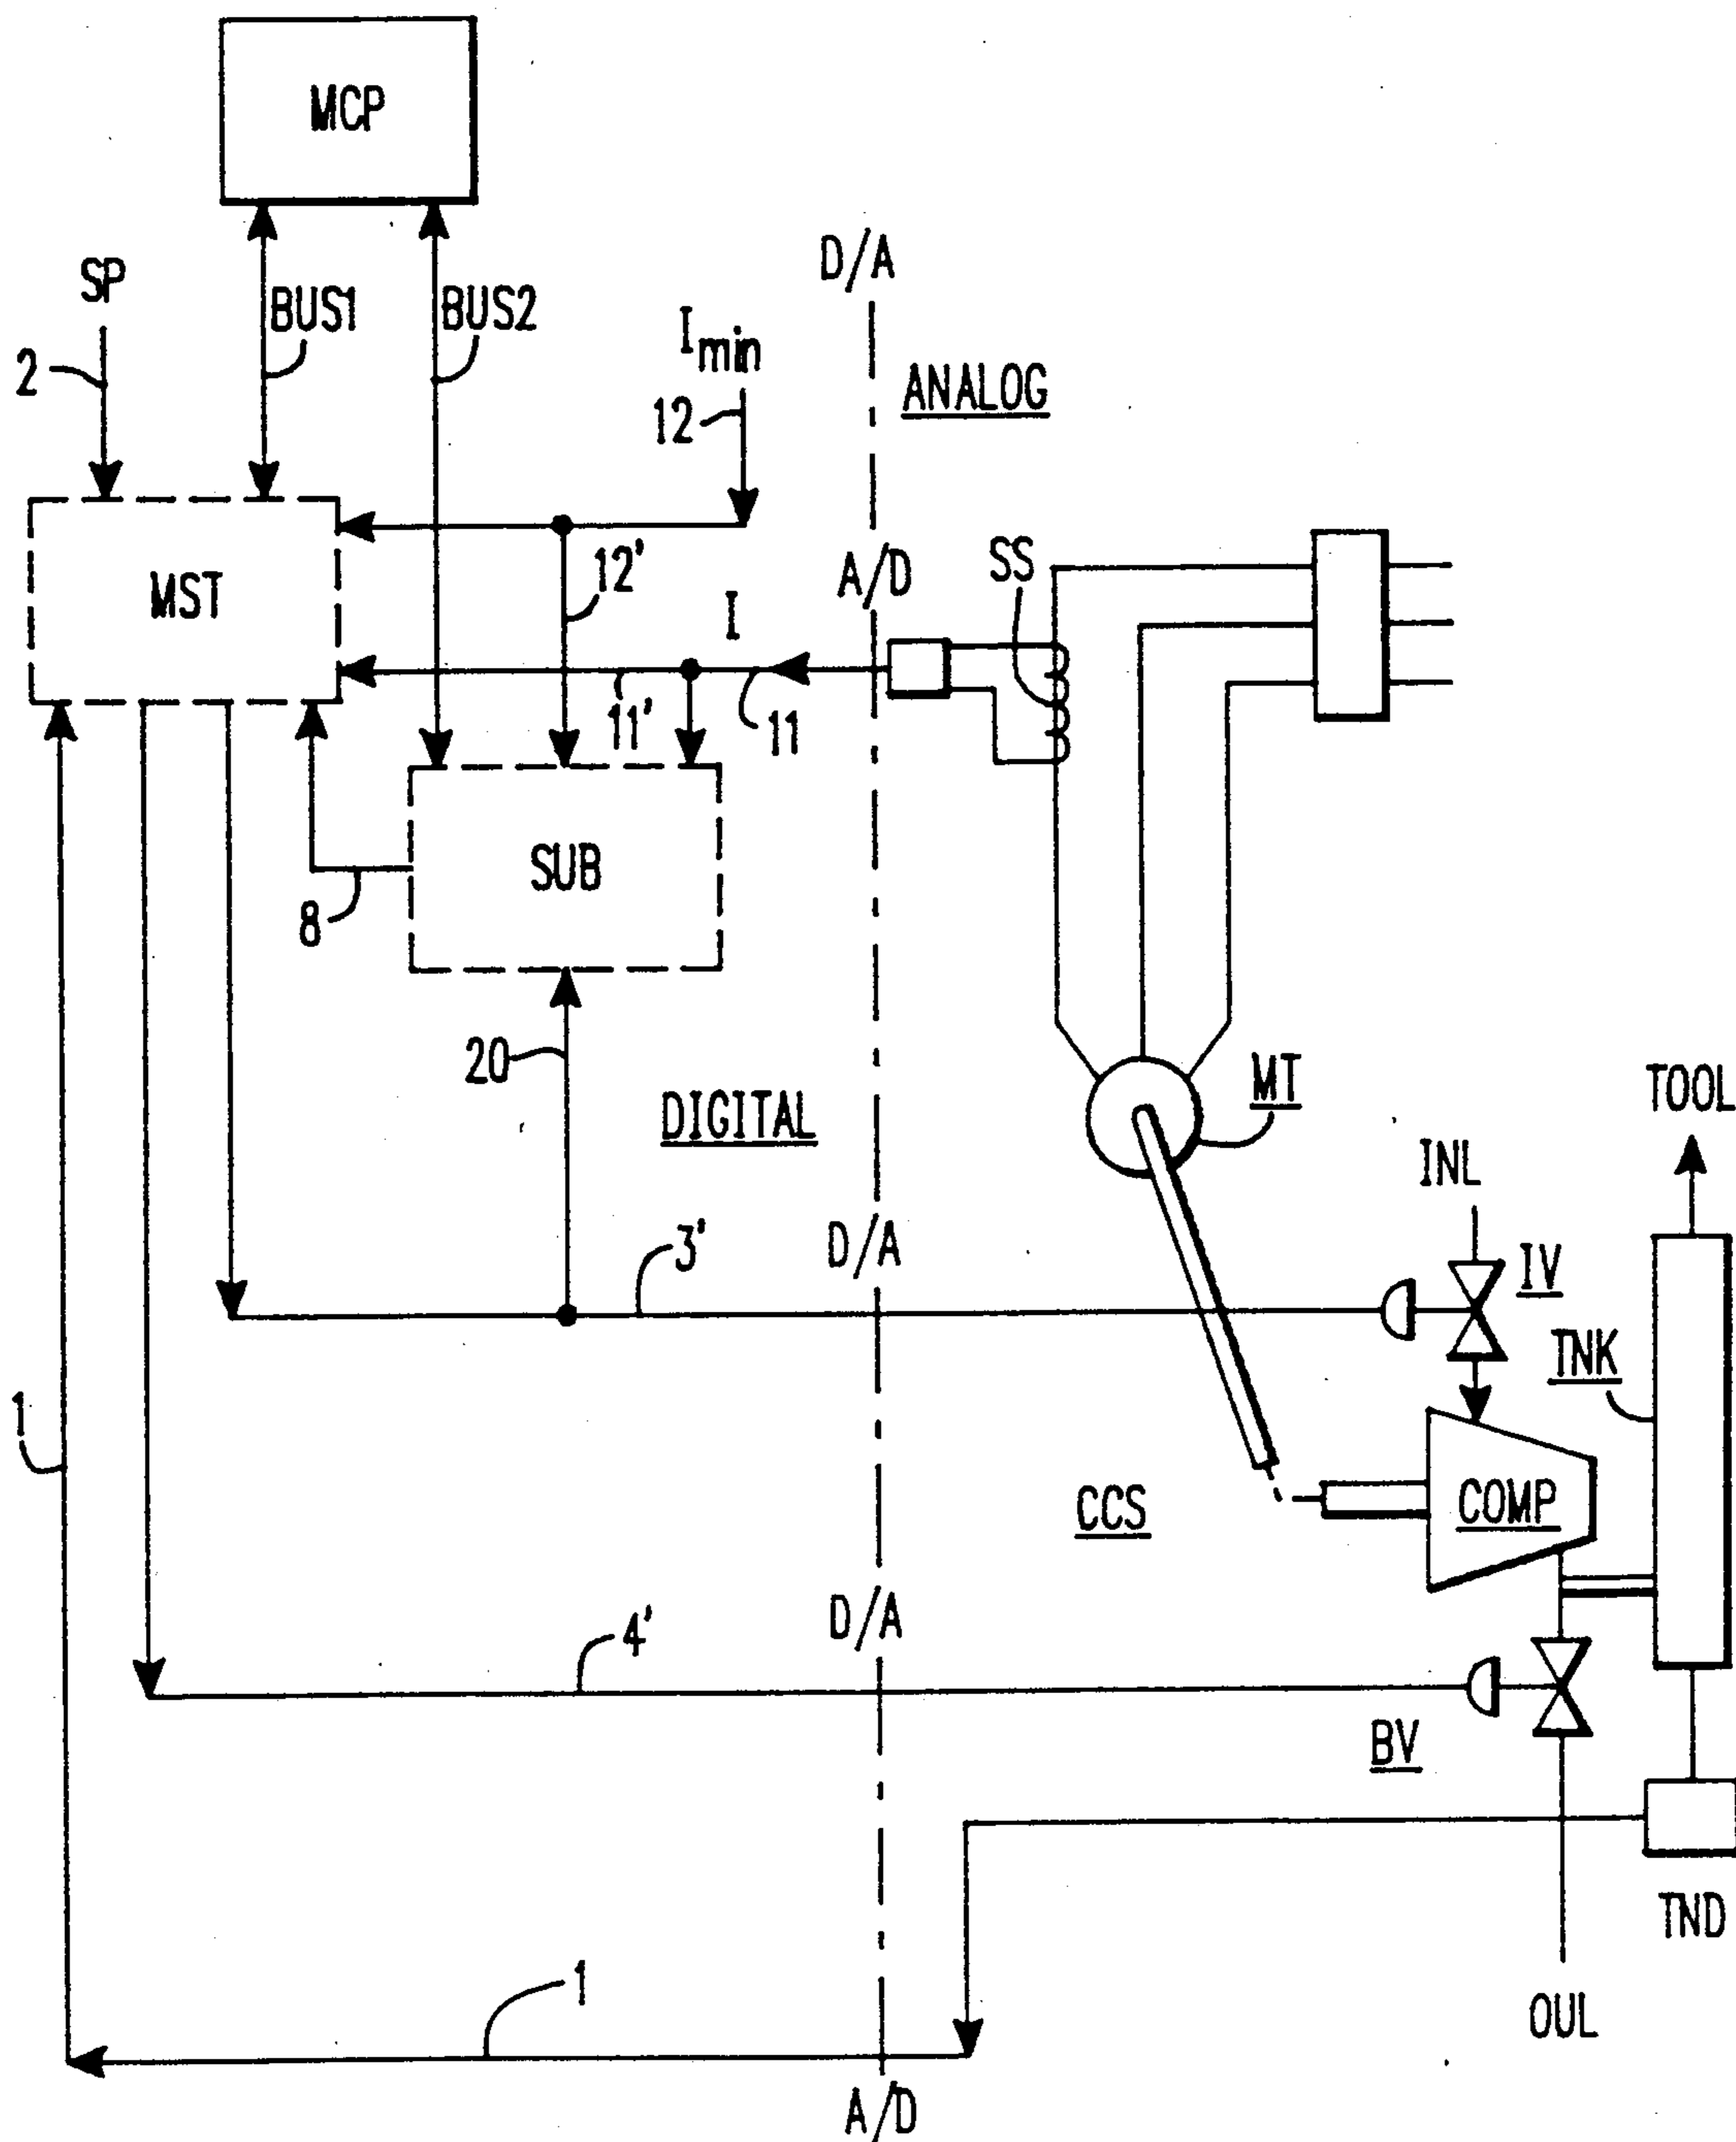 MCP
SP
BUS1
BUS2
D/A
2
Imin
12
ANALOG
MST
12'
A/D
SS
I
11'
11
SUB
8
20
DIGITAL
MT
TOOL
INL
3'
D/A
IV
TNK
1
CCS
COMP
4'
D/A
BV
TND
1
OUL
A/D